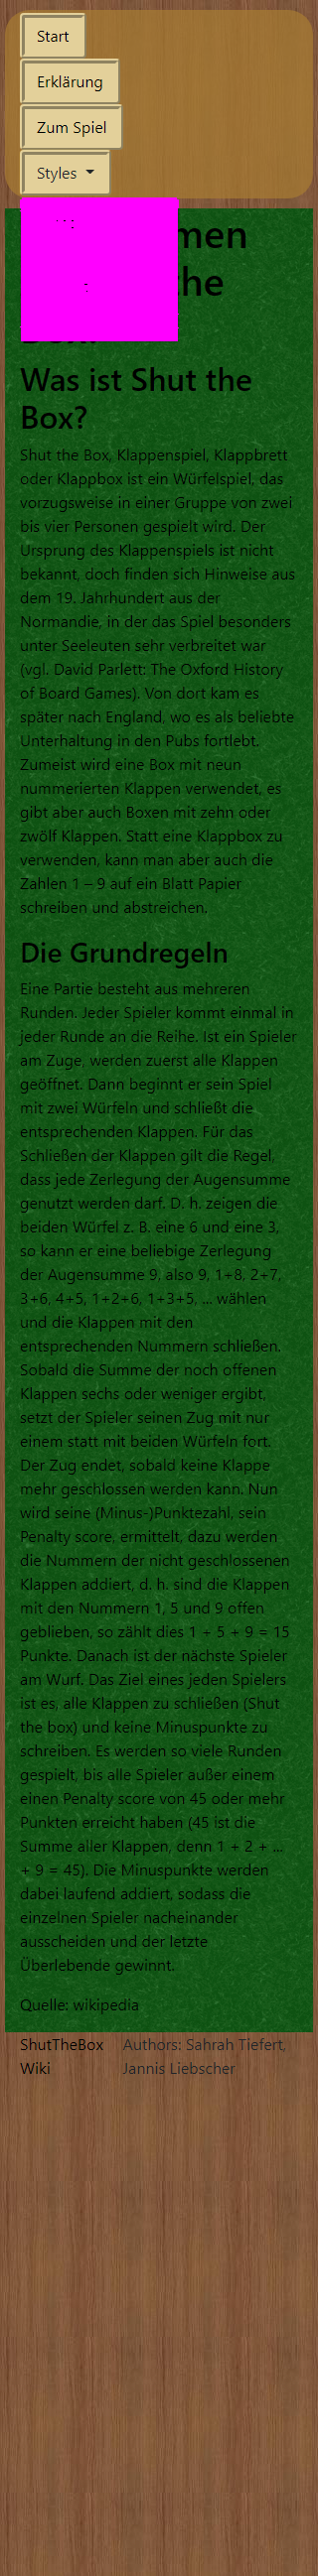 Start
Erklärung
Zum Spiel
Styles
Was ist Shut the
Box?
Shut the Box, Klappenspiel, Klappbrett
oder Klappbox ist ein Würfelspiel, das
vorzugsweise in einer Gruppe von zwei
bis vier Personen gespielt wird. Der
Ursprung des Klappenspiels ist nicht
bekannt, doch finden sich Hinweise aus
dem 19. Jahrhundert aus der
Normandie, in der das Spiel besonders
unter Seeleuten sehr verbreitet war
(vgl. David Parlett: The Oxford History
of Board Games). Von dort kam es
später nach England, wo es als beliebte
Unterhaltung in den Pubs fortlebt.
Zumeist wird eine Box mit neun
nummerierten Klappen verwendet, es
gibt aber auch Boxen mit zehn oder
zwölf Klappen. Statt eine Klappbox zu
verwenden, kann man aber auch die
Zahlen 1 – 9 auf ein Blatt Papier
schreiben und abstreichen.
Die Grundregeln
Eine Partie besteht aus mehreren
Runden. Jeder Spieler kommt einmal in
jeder Runde an die Reihe. Ist ein Spieler
am Zuge, werden zuerst alle Klappen
geöffnet. Dann beginnt er sein Spiel
mit zwei Würfeln und schließt die
entsprechenden Klappen. Für das
Schließen der Klappen gilt die Regel,
dass jede Zerlegung der Augensumme
genutzt werden darf. D. h. zeigen die
beiden Würfel z. B. eine 6 und eine 3,
so kann er eine beliebige Zerlegung
der Augensumme 9, also 9, 1+8, 2+7,
3+6, 4+5, 1+2+6, 1+3+5, ... wählen
und die Klappen mit den
entsprechenden Nummern schließen.
Sobald die Summe der noch offenen
Klappen sechs oder weniger ergibt,
setzt der Spieler seinen Zug mit nur
einem statt mit beiden Würfeln fort.
Der Zug endet, sobald keine Klappe
mehr geschlossen werden kann. Nun
wird seine (Minus-)Punktezahl, sein
Penalty score, ermittelt, dazu werden
die Nummern der nicht geschlossenen
Klappen addiert, d. h. sind die Klappen
mit den Nummern 1, 5 und 9 offen
geblieben, so zählt dies 1 + 5 + 9 = 15
Punkte. Danach ist der nächste Spieler
am Wurf. Das Ziel eines jeden Spielers
ist es, alle Klappen zu schließen (Shut
the box) und keine Minuspunkte zu
schreiben. Es werden so viele Runden
gespielt, bis alle Spieler außer einem
einen Penalty score von 45 oder mehr
Punkten erreicht haben (45 ist die
Summe aller Klappen, denn 1 + 2 + ...
+ 9 = 45). Die Minuspunkte werden
dabei laufend addiert, sodass die
einzelnen Spieler nacheinander
ausscheiden und der letzte
Überlebende gewinnt.
Quelle: wikipedia
ShutTheBox Authors: Sahrah Tiefert,
Wiki Jannis Liebscher